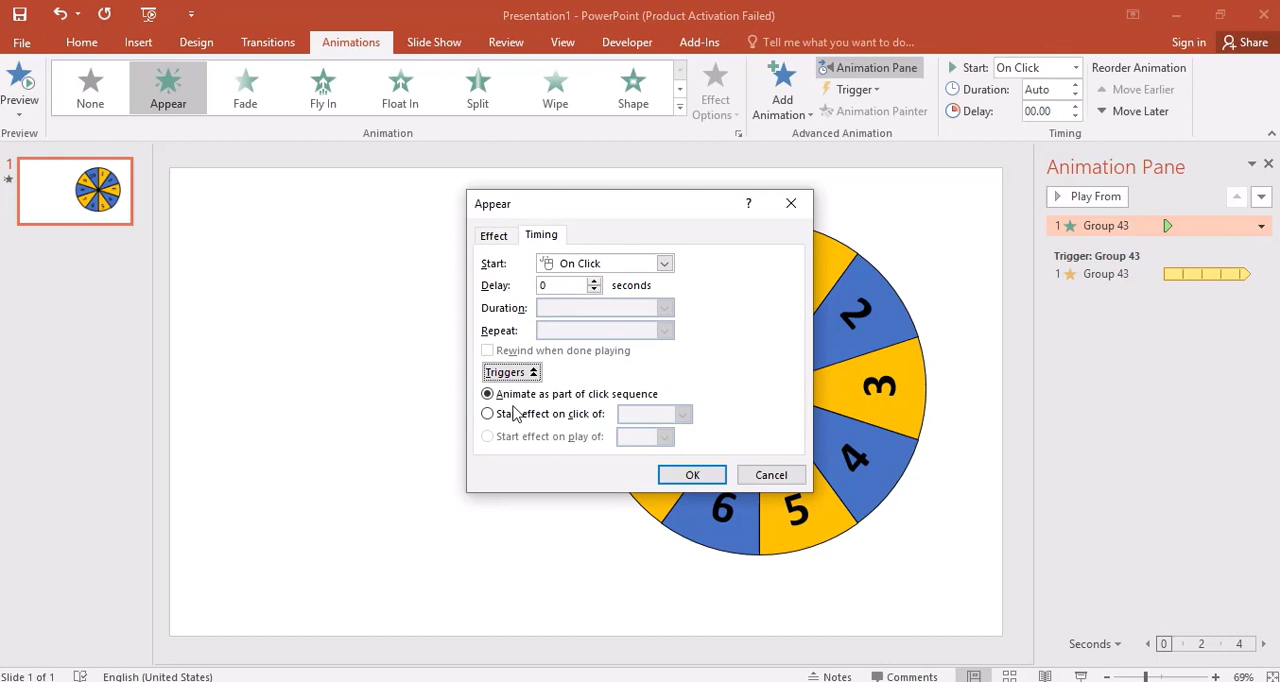 Presentation1 - PowerPoint (Product Activation Failed)
File Home Insert Design Transitions Animations Slide Show Review View Developer Add-Ins Tell me what you want to do... Sign in Share
Preview
None Appear Fade Fly In Float In Split Wipe Shape
Effect Options
Add Animation
Animation Pane
Trigger
Animation Painter
Start: On Click
Duration: Auto
Delay: 00.00
Reorder Animation
Move Earlier
Move Later
Preview Animation Advanced Animation Timing
1
Appear ?
Effect Timing
Start: On Click
Delay: 0 seconds
Duration:
Repeat:
Rewind when done playing
Triggers
Animate as part of click sequence
Start effect on click of:
Start effect on play of:
OK Cancel
2
3
4
5
6
Animation Pane
Play From
1 Group 43
Trigger: Group 43
1 Group 43
Seconds 0 2 4
Slide 1 of 1 English (United States) Notes Comments 69%